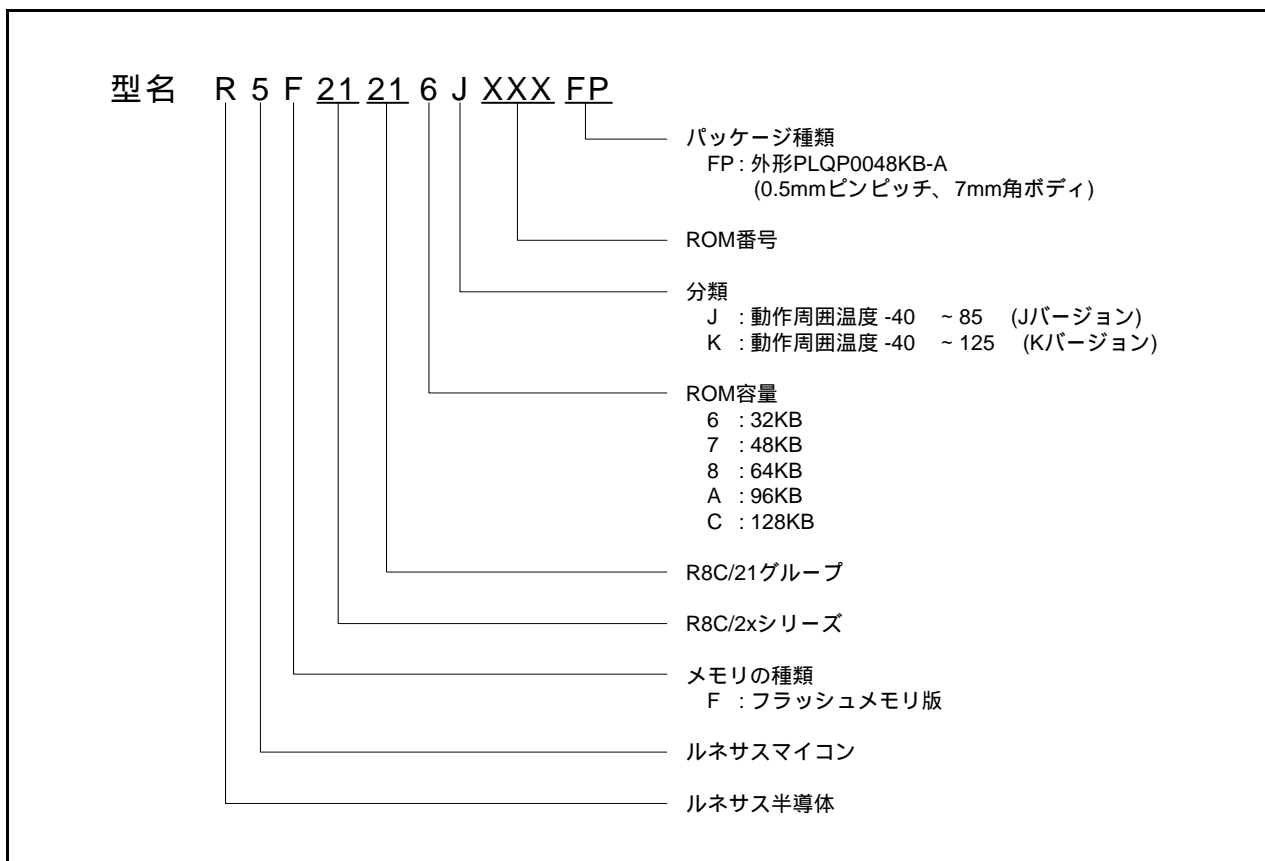 型名 R 5 F 21 21 6 J XXX FP
パッケージ種類
FP : 外形PLQP0048KB-A
(0.5mmピンピッチ、7mm角ボディ)
ROM番号
分類
J : 動作周囲温度 -40 ~ 85 (Jバージョン)
K : 動作周囲温度 -40 ~ 125 (Kバージョン)
ROM容量
6 : 32KB
7 : 48KB
8 : 64KB
A : 96KB
C : 128KB
R8C/21グループ
R8C/2xシリーズ
メモリの種類
F : フラッシュメモリ版
ルネサスマイコン
ルネサス半導体